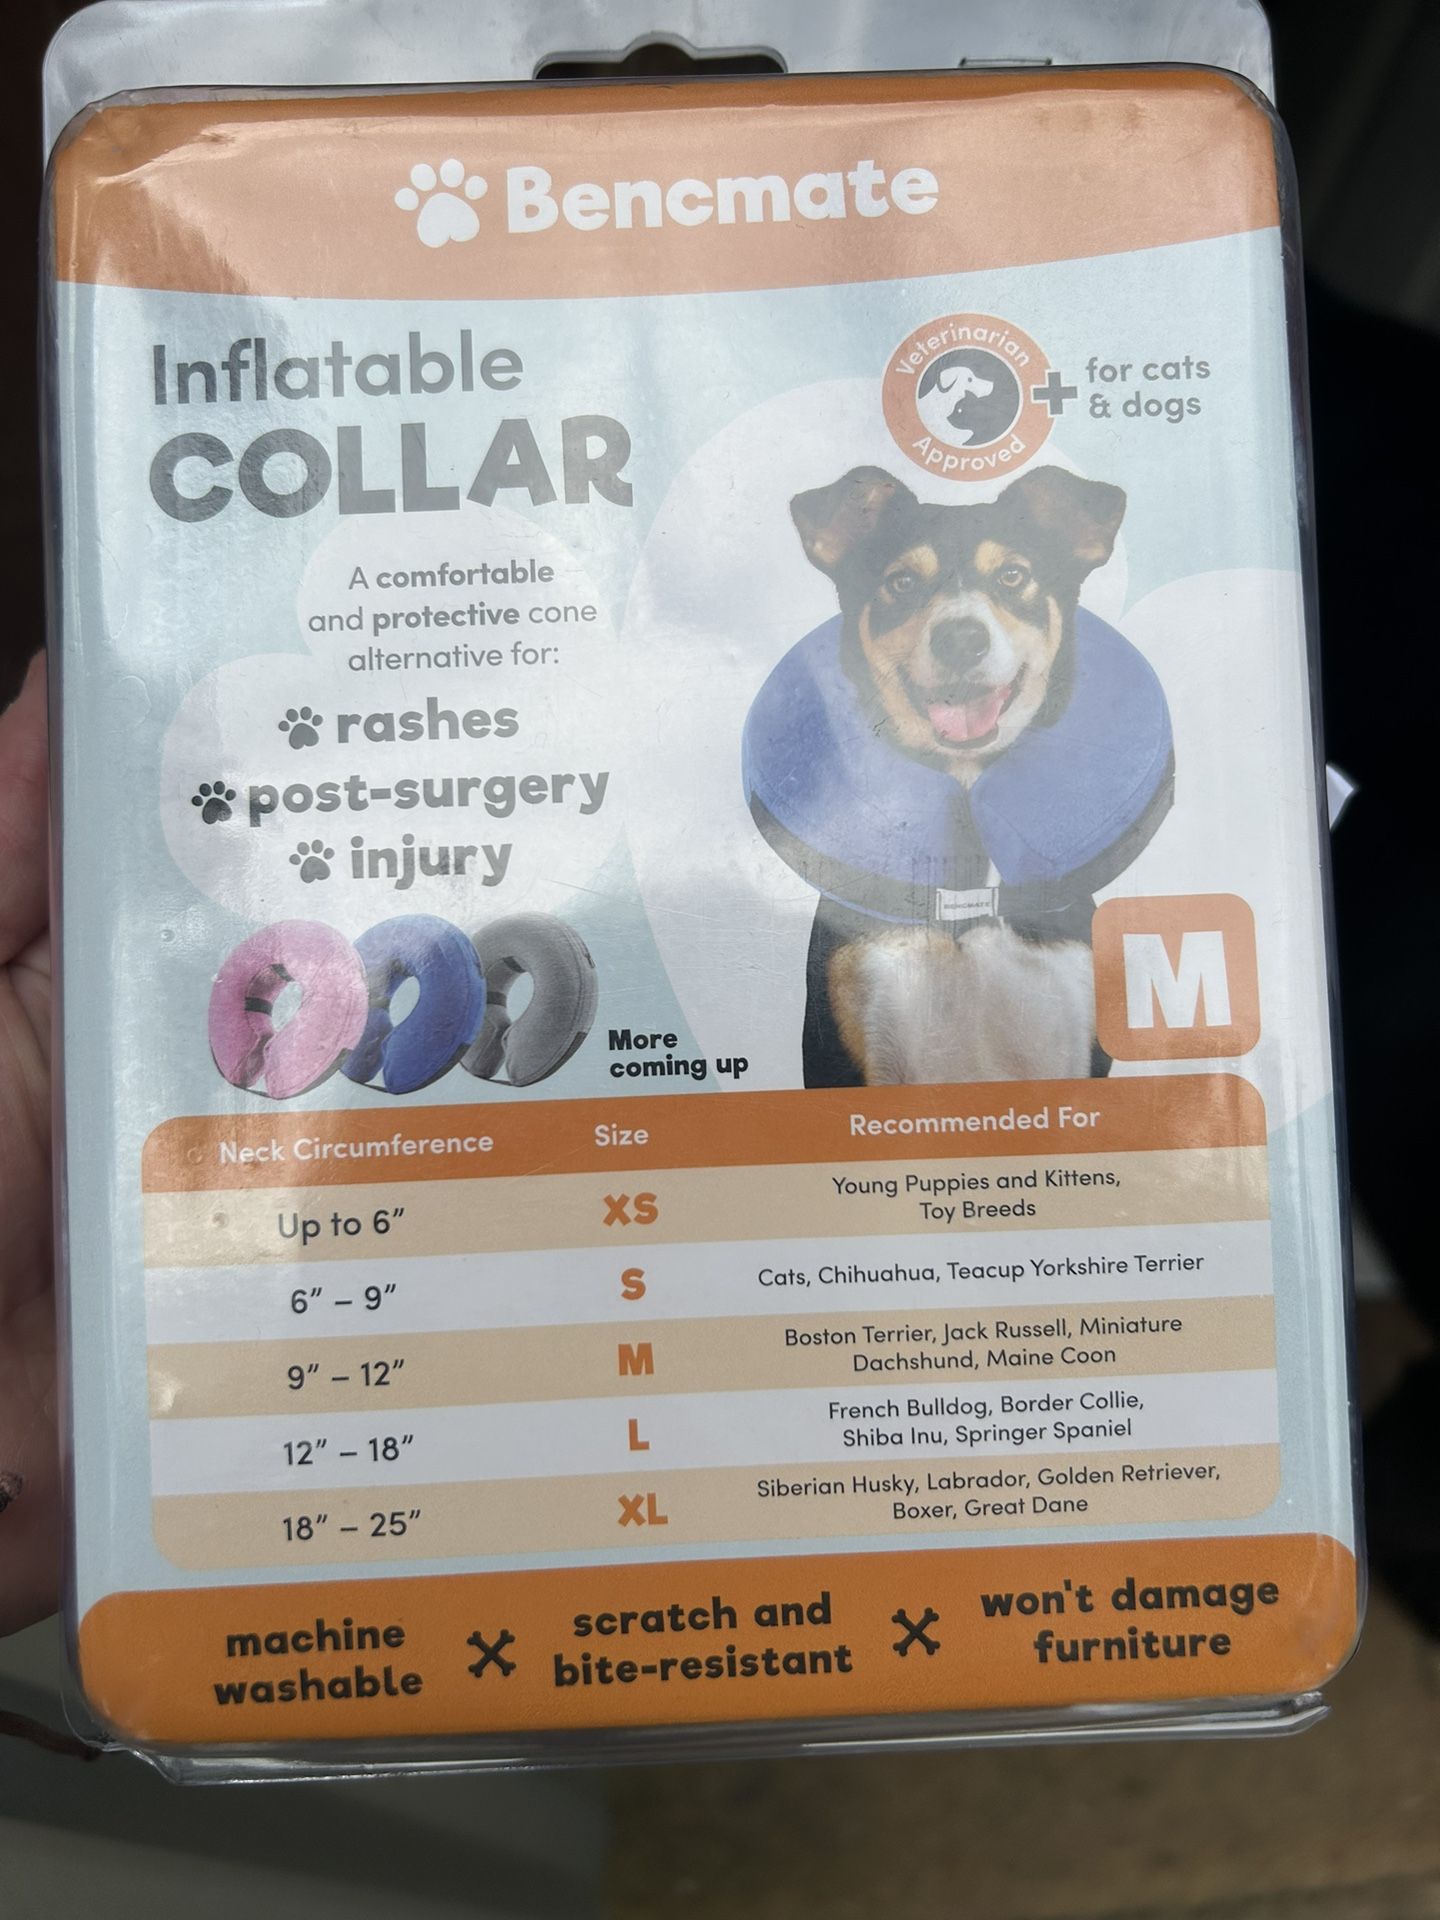 Bencmate
Inflatable
COLLAR
Veterinarian
Approved
for cats
& dogs
A comfortable
and protective cone
alternative for:
rashes
post-surgery
injury
BENCMATE
M
More
coming up
Neck Circumference Size Recommended For
Up to 6” XS Young Puppies and Kittens,
Toy Breeds
6” – 9” S Cats, Chihuahua, Teacup Yorkshire Terrier
9” – 12” M Boston Terrier, Jack Russell, Miniature
Dachshund, Maine Coon
12” – 18” L French Bulldog, Border Collie,
Shiba Inu, Springer Spaniel
18” – 25” XL Siberian Husky, Labrador, Golden Retriever,
Boxer, Great Dane
machine
washable
scratch and
bite-resistant
won't damage
furniture